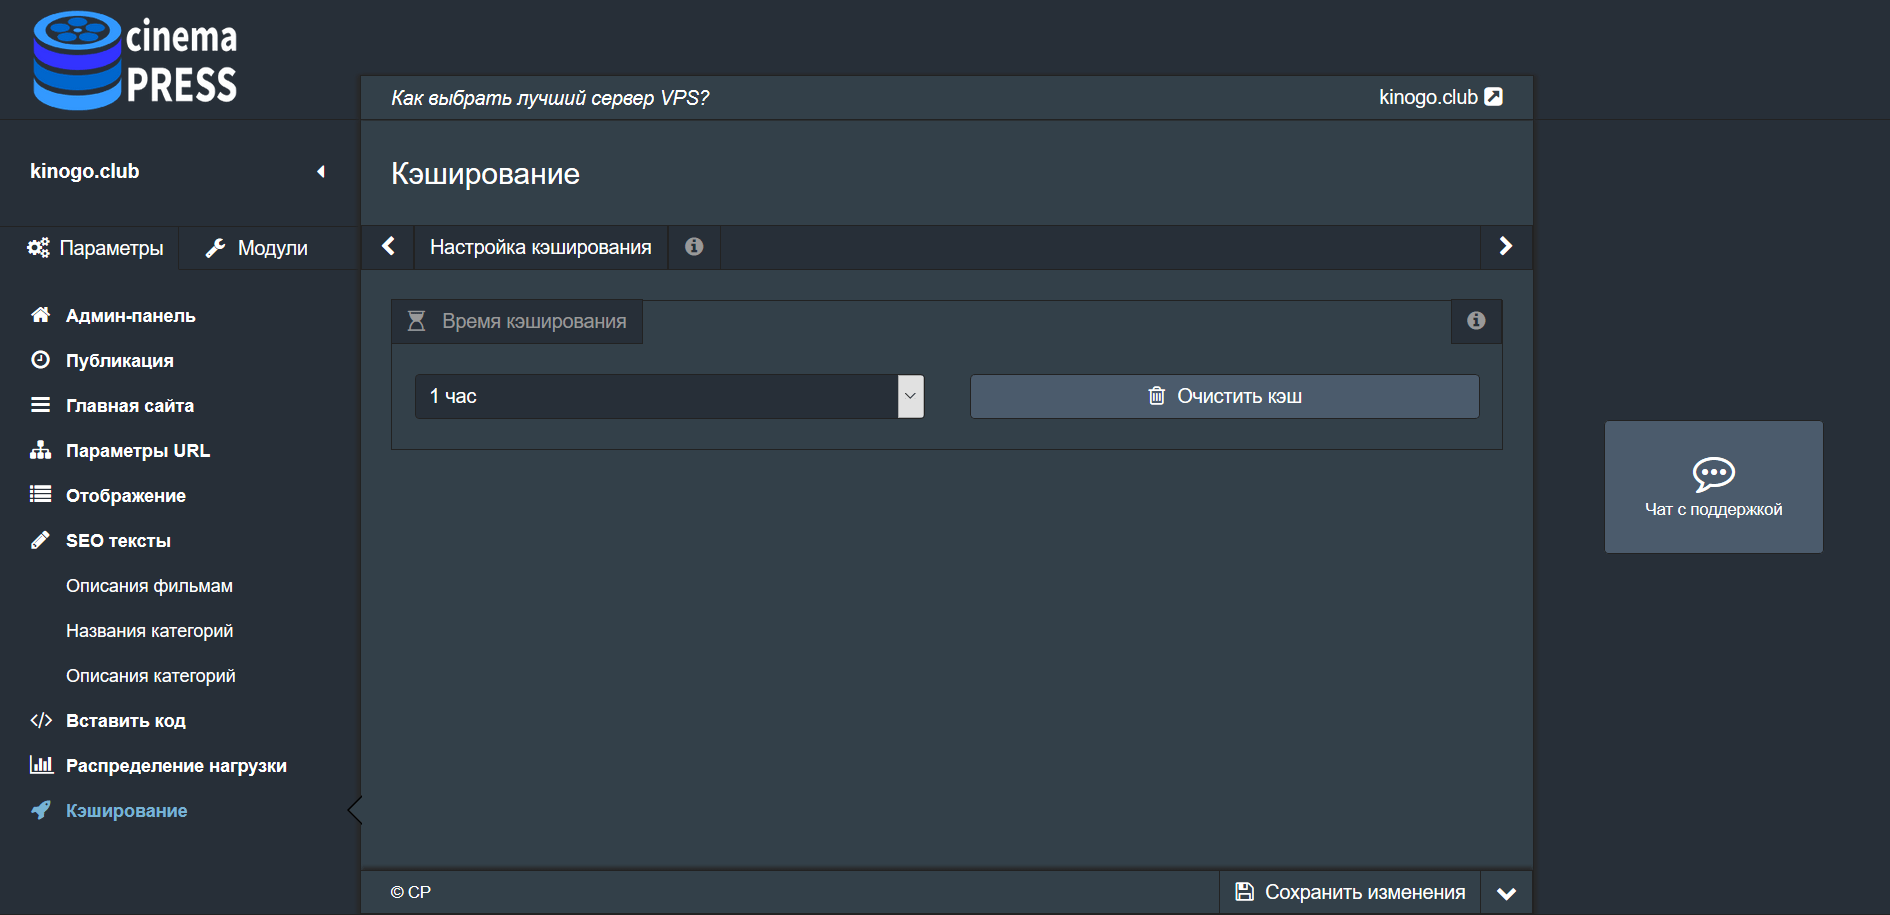 cinema
PRESS
Как выбрать лучший сервер VPS?
kinogo.club
kinogo.club
Кэширование
Параметры
Модули
Настройка кэширования
Админ-панель
Публикация
Главная сайта
Параметры URL
Отображение
SEO тексты
Описания фильмам
Названия категорий
Описания категорий
Вставить код
Распределение нагрузки
Кэширование
Время кэширования
1 час
Очистить кэш
Чат с поддержкой
© CP
Сохранить изменения